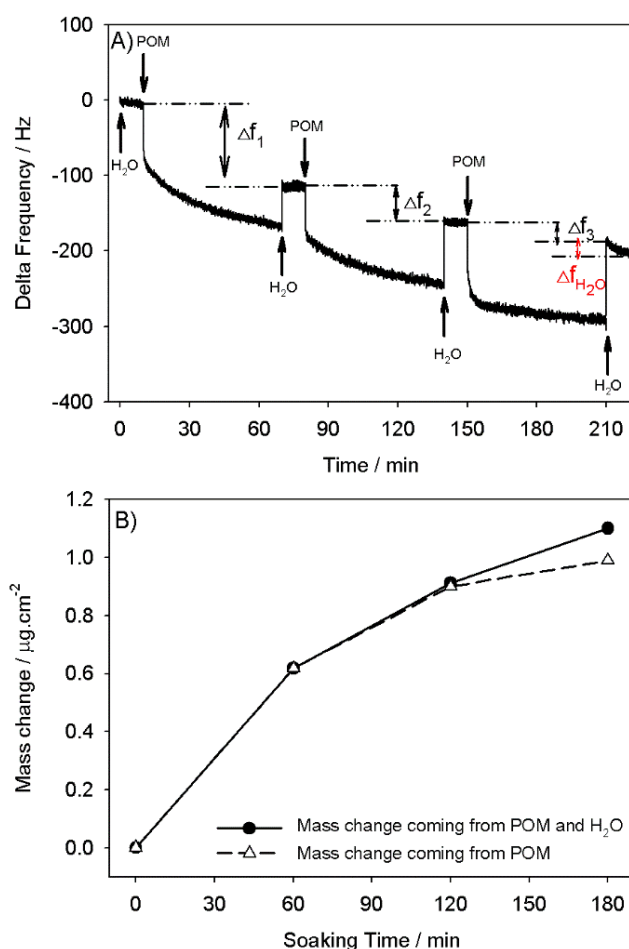 A)
100
0
-100
-200
-300
-400
Delta Frequency / Hz
POM
H₂O
Δf₁
H₂O
POM
Δf₂
H₂O
POM
Δf₃
Δf_H₂O
H₂O
0 30 60 90 120 150 180 210
Time / min
B)
1.2
1.0
0.8
0.6
0.4
0.2
0.0
Mass change / µg.cm⁻²
Mass change coming from POM and H₂O
Mass change coming from POM
0 30 60 90 120 150 180
Soaking Time / min